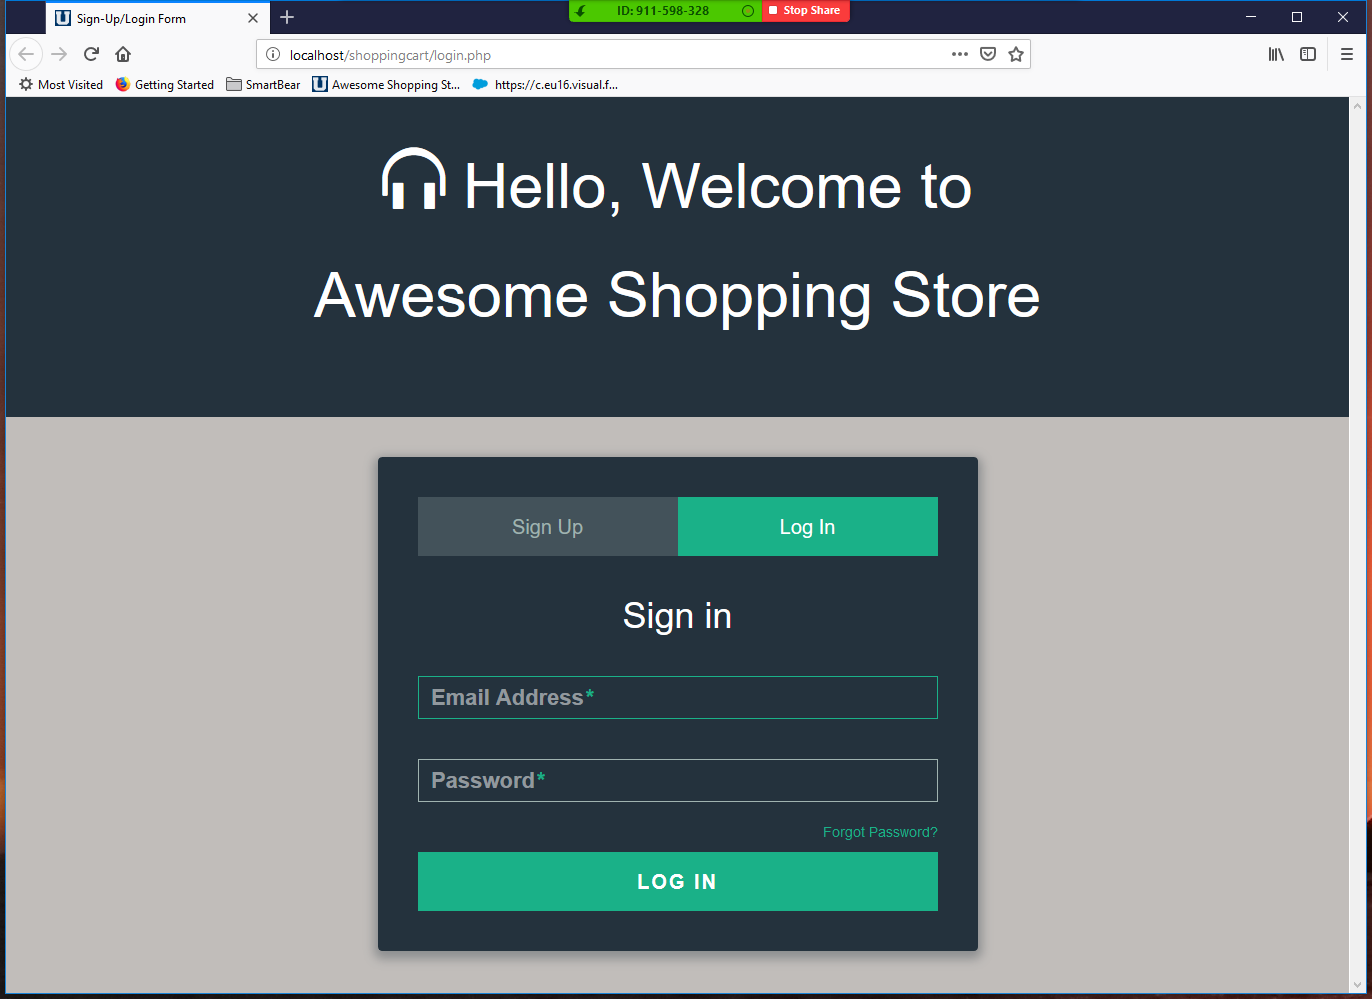 Sign-Up/Login Form
ID: 911-598-328
Stop Share
localhost/shoppingcart/login.php
Most Visited
Getting Started
SmartBear
Awesome Shopping St...
https://c.eu16.visual.f...
Hello, Welcome to
Awesome Shopping Store
Sign Up
Log In
Sign in
Email Address*
Password*
Forgot Password?
LOG IN